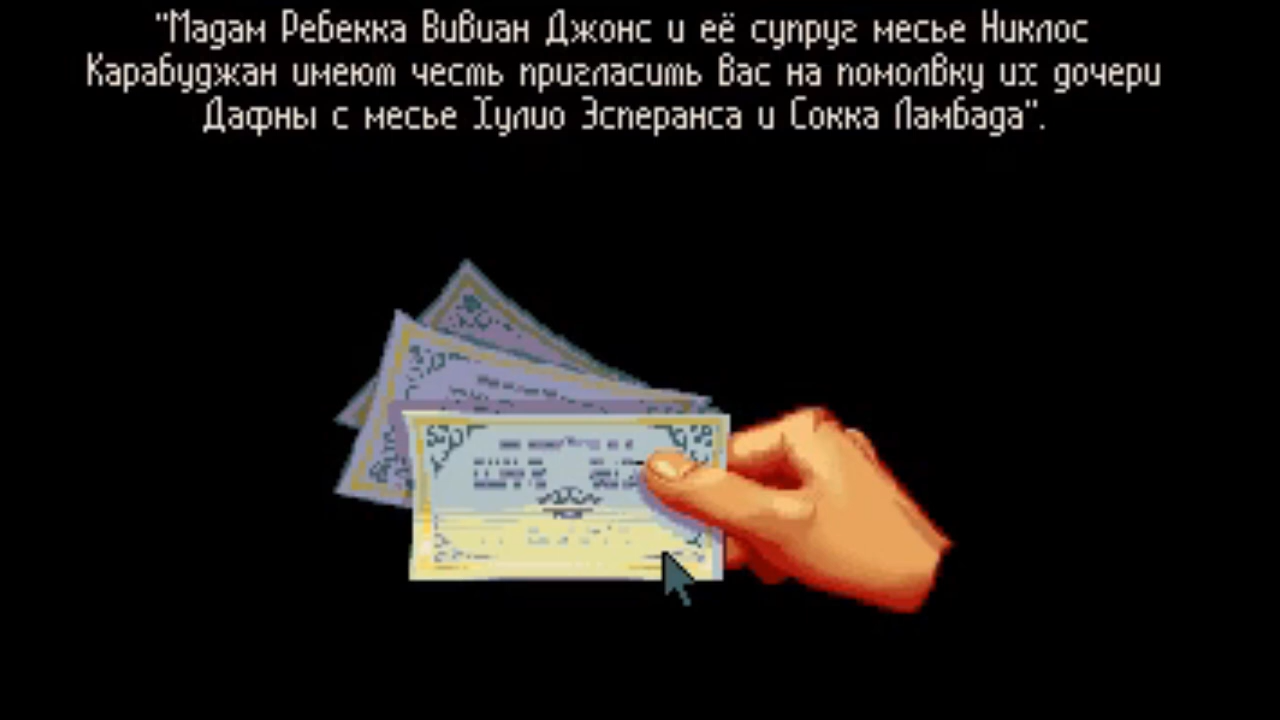 "Мадам Ребекка Вивиан Джонс и её супруг месье Никлос
Карабуджан имеют честь пригласить Вас на помолвку их дочери
Дафны с месье Хулио Эсперанса и Сокка Ламбада".